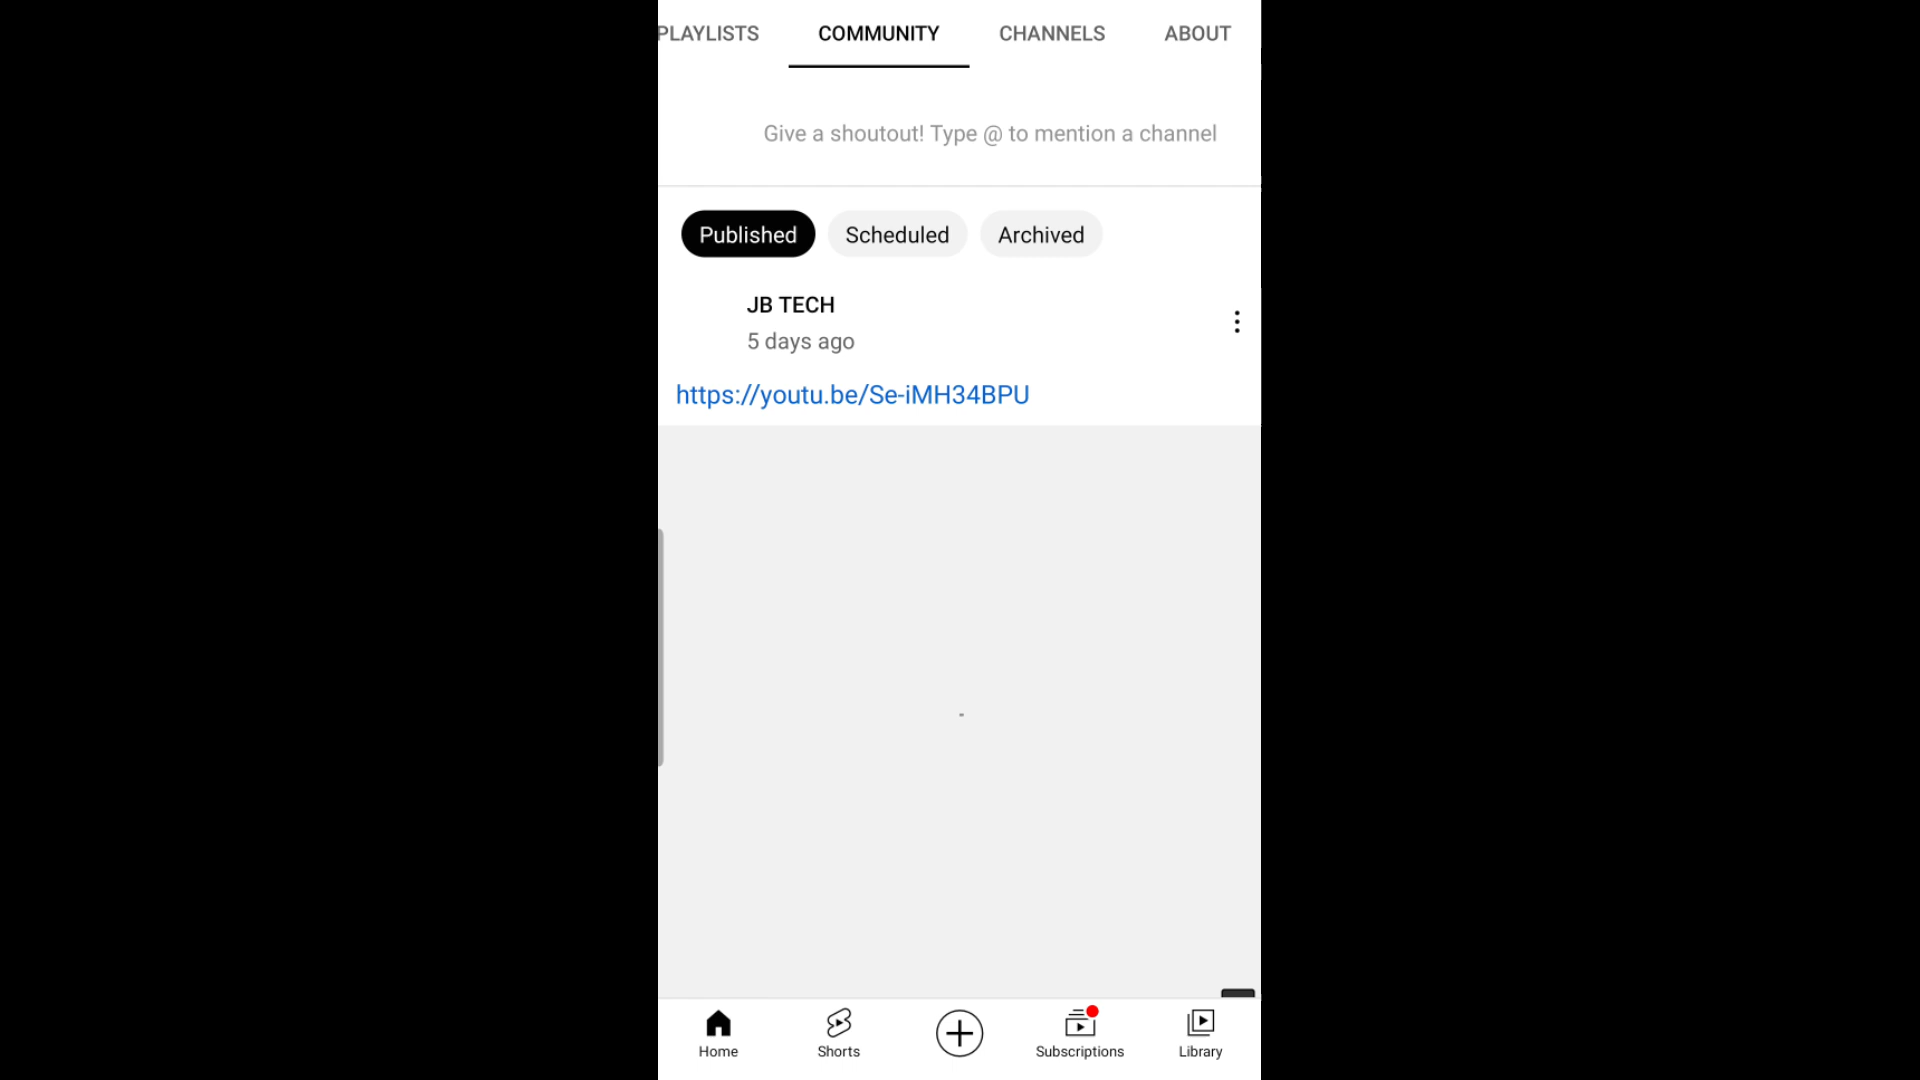 PLAYLISTS COMMUNITY CHANNELS ABOUT
Give a shoutout! Type @ to mention a channel
Published Scheduled Archived
JB TECH
5 days ago
https://youtu.be/Se-iMH34BPU
Home Shorts Subscriptions Library